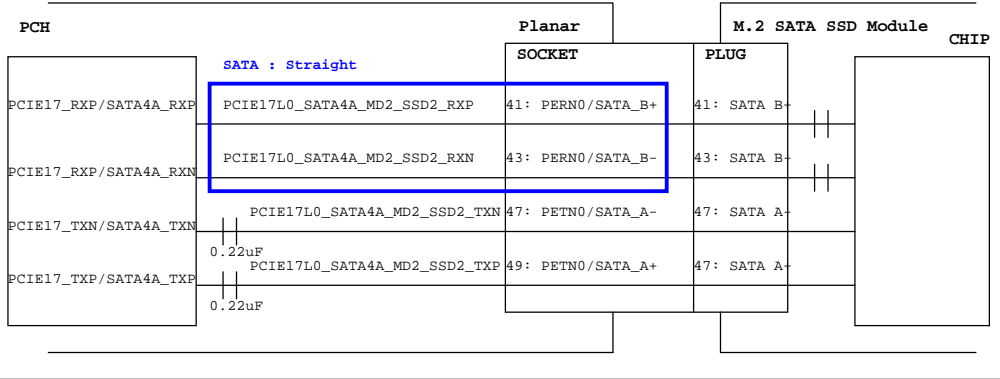 PCH
Planar
M.2 SATA SSD Module
CHIP
SATA : Straight
SOCKET
PLUG
PCIE17_RXP/SATA4A_RXP
PCIE17L0_SATA4A_MD2_SSD2_RXP
41: PERN0/SATA_B+
41: SATA B+
PCIE17_RXP/SATA4A_RXN
PCIE17L0_SATA4A_MD2_SSD2_RXN
43: PERN0/SATA_B-
43: SATA B-
PCIE17_TXN/SATA4A_TXN
PCIE17L0_SATA4A_MD2_SSD2_TXN
47: PETN0/SATA_A-
47: SATA A-
0.22uF
PCIE17_TXP/SATA4A_TXP
PCIE17L0_SATA4A_MD2_SSD2_TXP
49: PETN0/SATA_A+
47: SATA A+
0.22uF